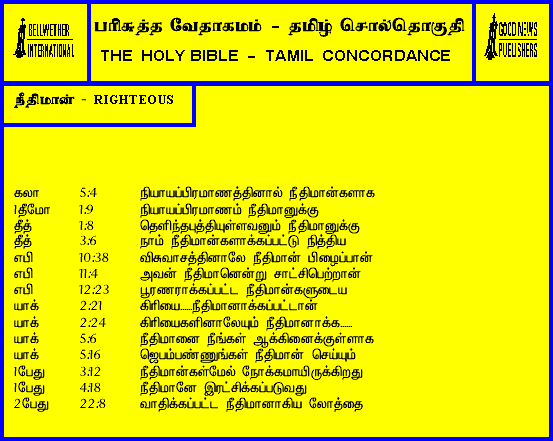 BELLWETHER
INTERNATIONAL
பரிசுத்த வேதாகமம் - தமிழ் சொல்தொகுதி
THE HOLY BIBLE - TAMIL CONCORDANCE
GOOD NEWS
PUBLISHERS
நீதிமான் - RIGHTEOUS
கலா 5:4 நியாயப்பிரமாணத்தினால் நீதிமான்களாக
1தீமோ 1:9 நியாயப்பிரமாணம் நீதிமானுக்கு
தீத் 1:8 தெளிந்தபுத்தியுள்ளவனும் நீதிமானுக்கு
தீத் 3:6 நாம் நீதிமான்களாக்கப்பட்டு நித்திய
எபி 10:38 விசுவாசத்தினாலே நீதிமான் பிழைப்பான்
எபி 11:4 அவன் நீதிமானென்று சாட்சிபெற்றான்
எபி 12:23 பூரணராக்கப்பட்ட நீதிமான்களுடைய
யாக் 2:21 கிரியை.....நீதிமானாக்கப்பட்டான்
யாக் 2:24 கிரியைகளினாலேயும் நீதிமானாக்க.....
யாக் 5:6 நீதிமானை நீங்கள் ஆக்கினைக்குள்ளாக
யாக் 5:16 ஜெபம்பண்ணுங்கள் நீதிமான் செய்யும்
1பேது 3:12 நீதிமான்கள்மேல் நோக்கமாயிருக்கிறது
1பேது 4:18 நீதிமானே இரட்சிக்கப்படுவது
2பேது 22:8 வாதிக்கப்பட்ட நீதிமானாகிய லோத்தை